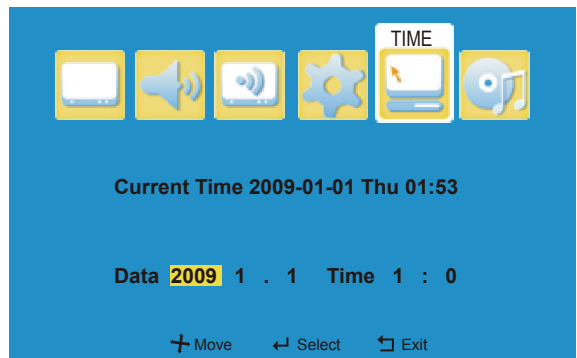 TIME
Current Time 2009-01-01 Thu 01:53
Data 2009 1 . 1 Time 1 : 0
Move Select Exit